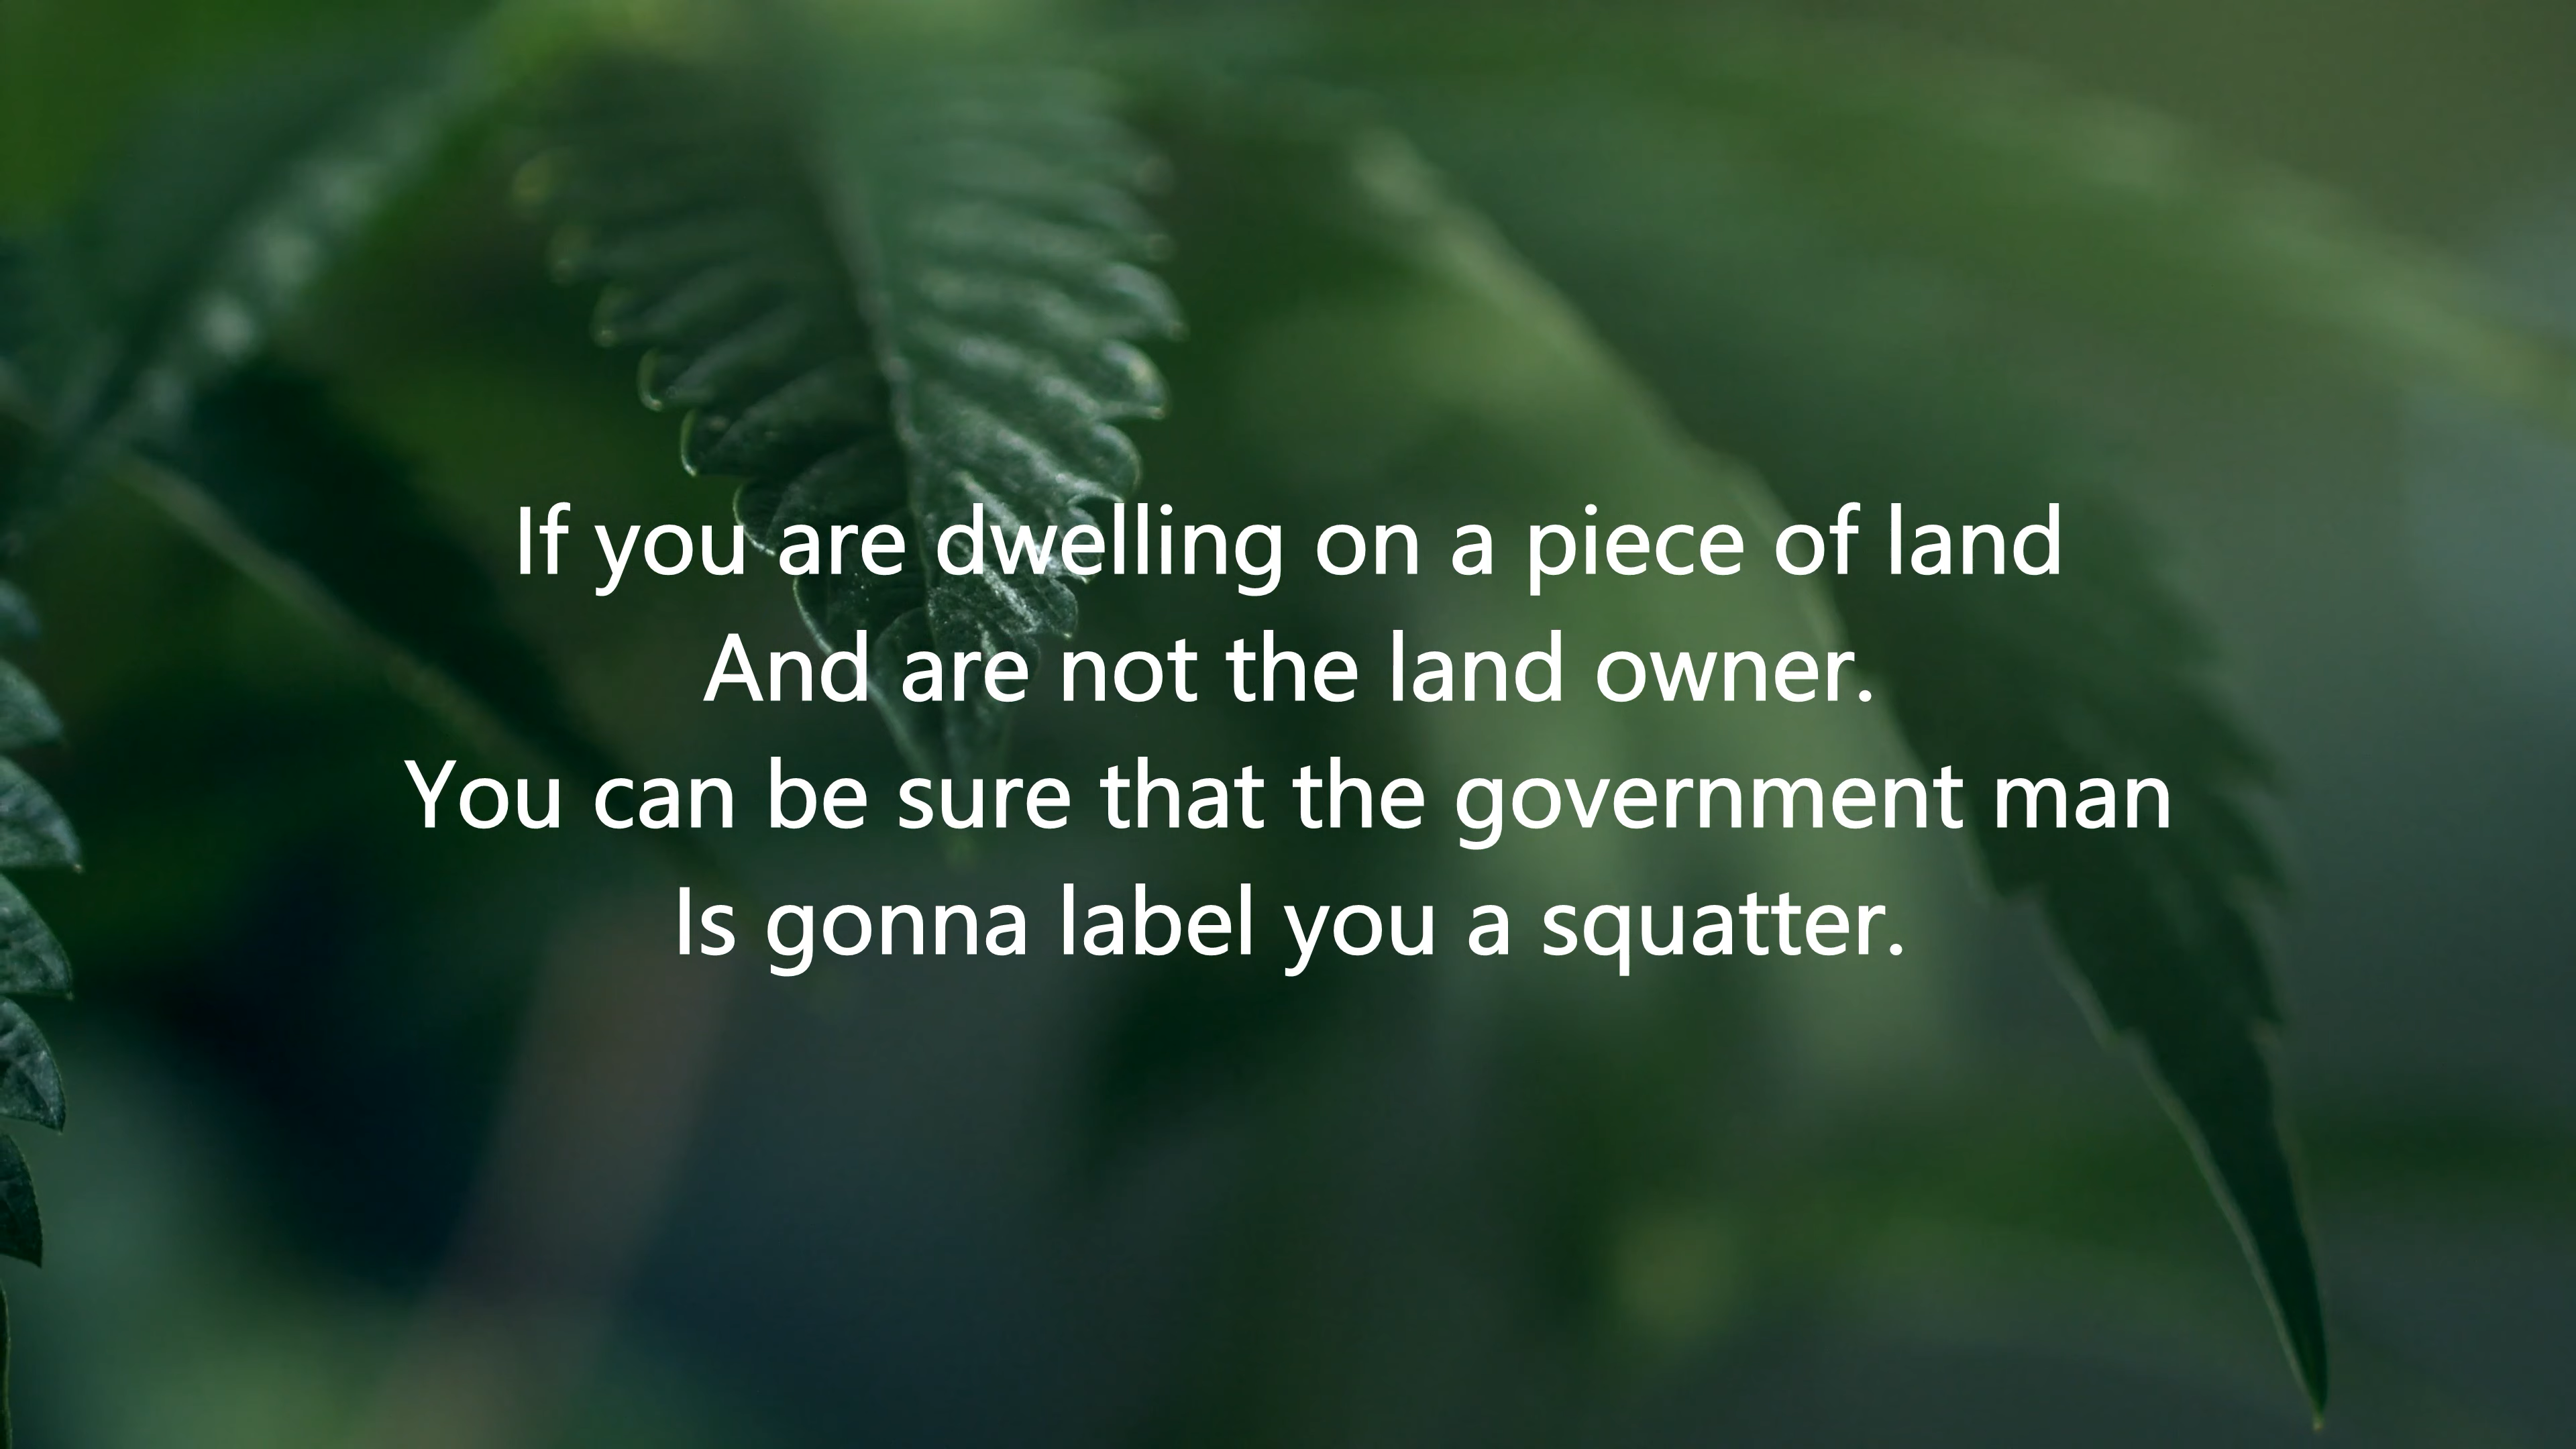 If you are dwelling on a piece of land
And are not the land owner.
You can be sure that the government man
Is gonna label you a squatter.